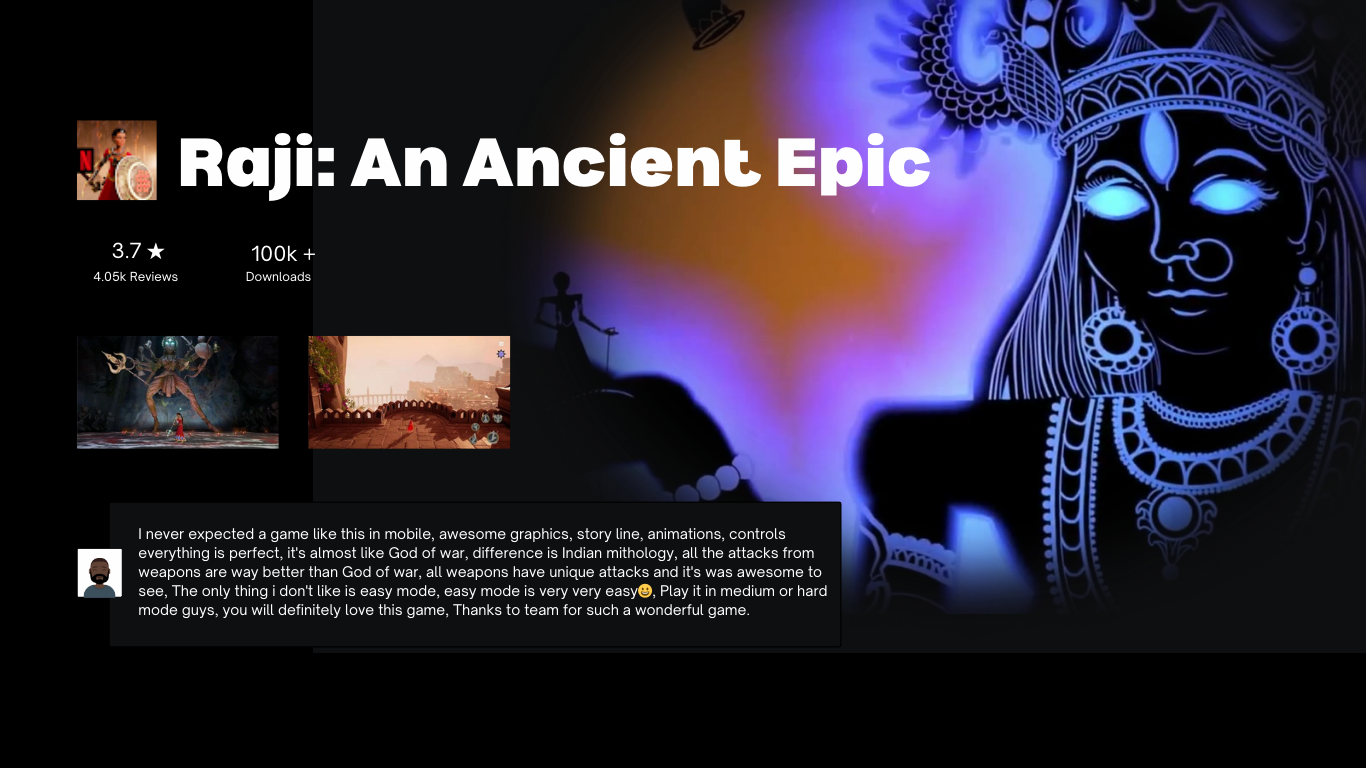 N
Raji: An Ancient Epic
3.7 ★
4.05k Reviews
100k +
Downloads
I never expected a game like this in mobile, awesome graphics, story line, animations, controls
everything is perfect, it's almost like God of war, difference is Indian mithology, all the attacks from
weapons are way better than God of war, all weapons have unique attacks and it's was awesome to
see, The only thing i don't like is easy mode, easy mode is very very easy😀, Play it in medium or hard
mode guys, you will definitely love this game, Thanks to team for such a wonderful game.